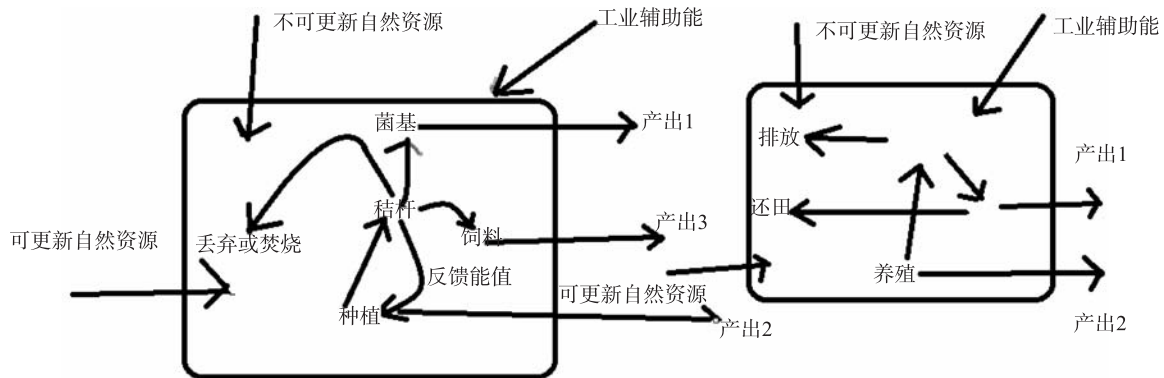 不可更新自然资源
工业辅助能
菌基
产出1
秸杆
产出3
丢弃或焚烧
饲料
可更新自然资源
反馈能值
种植
产出2
不可更新自然资源
工业辅助能
排放
产出1
还田
养殖
可更新自然资源
产出2